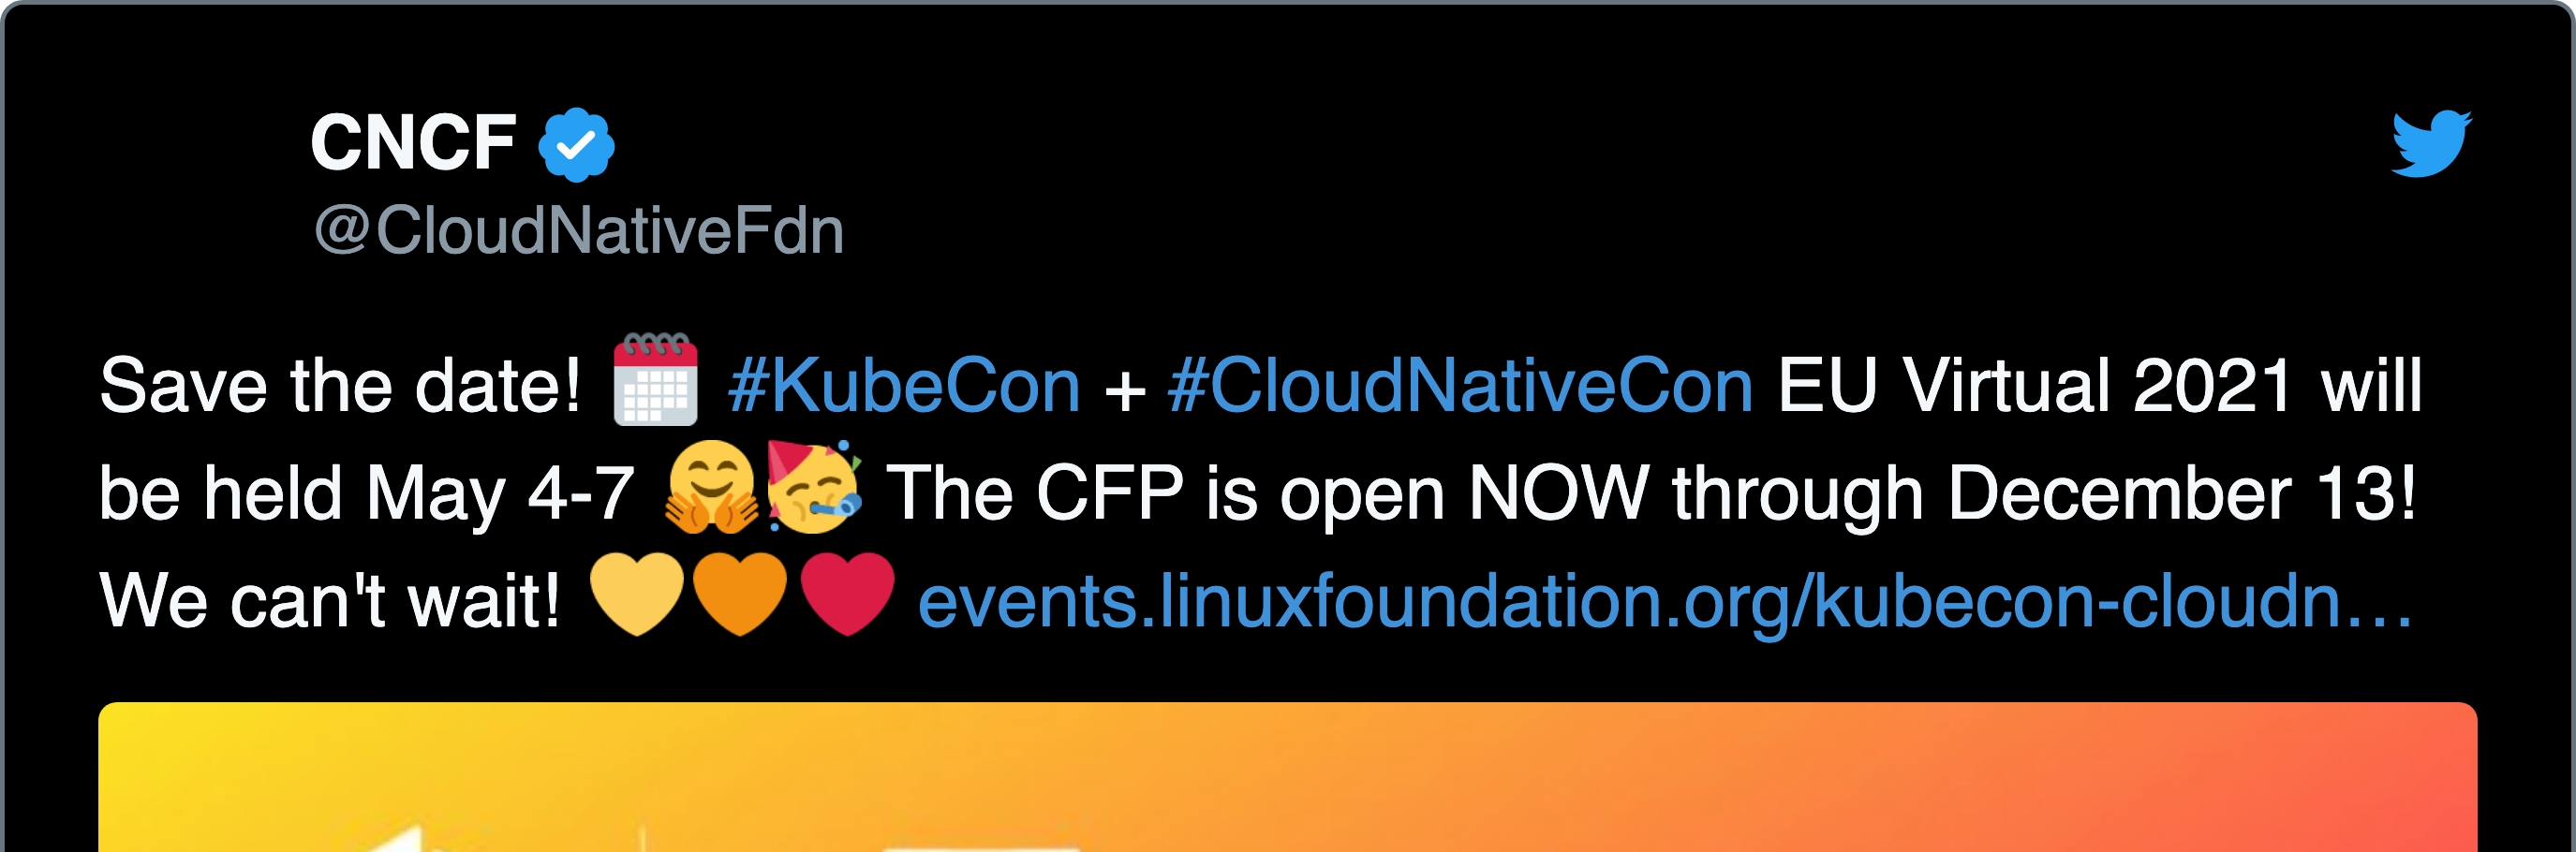 CNCF
@CloudNativeFdn
Save the date! 🗓 #KubeCon + #CloudNativeCon EU Virtual 2021 will
be held May 4-7 🤗🥳 The CFP is open NOW through December 13!
We can't wait! 💛🧡❤️ events.linuxfoundation.org/kubecon-cloudn…